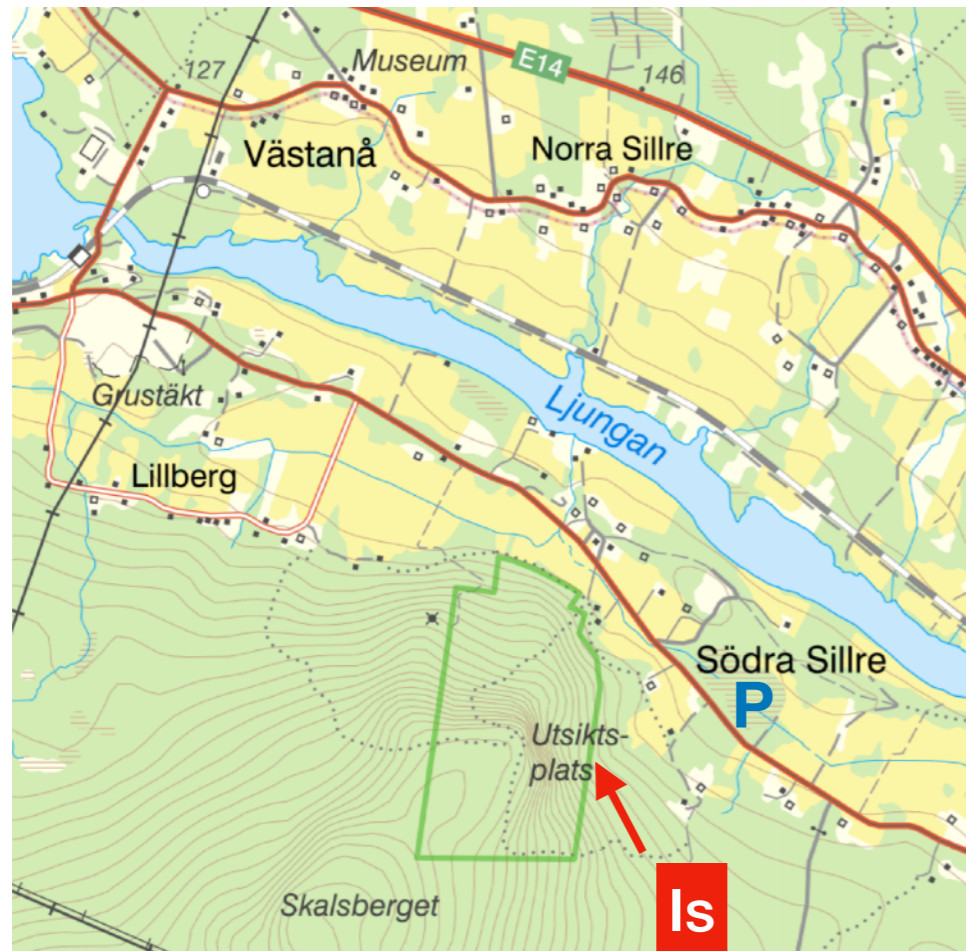 127
Museum
E14
146
Västanå
Norra Sillre
Grustäkt
Ljungan
Lillberg
Södra Sillre
P
Utsikts-
plats
Skalsberget
Is